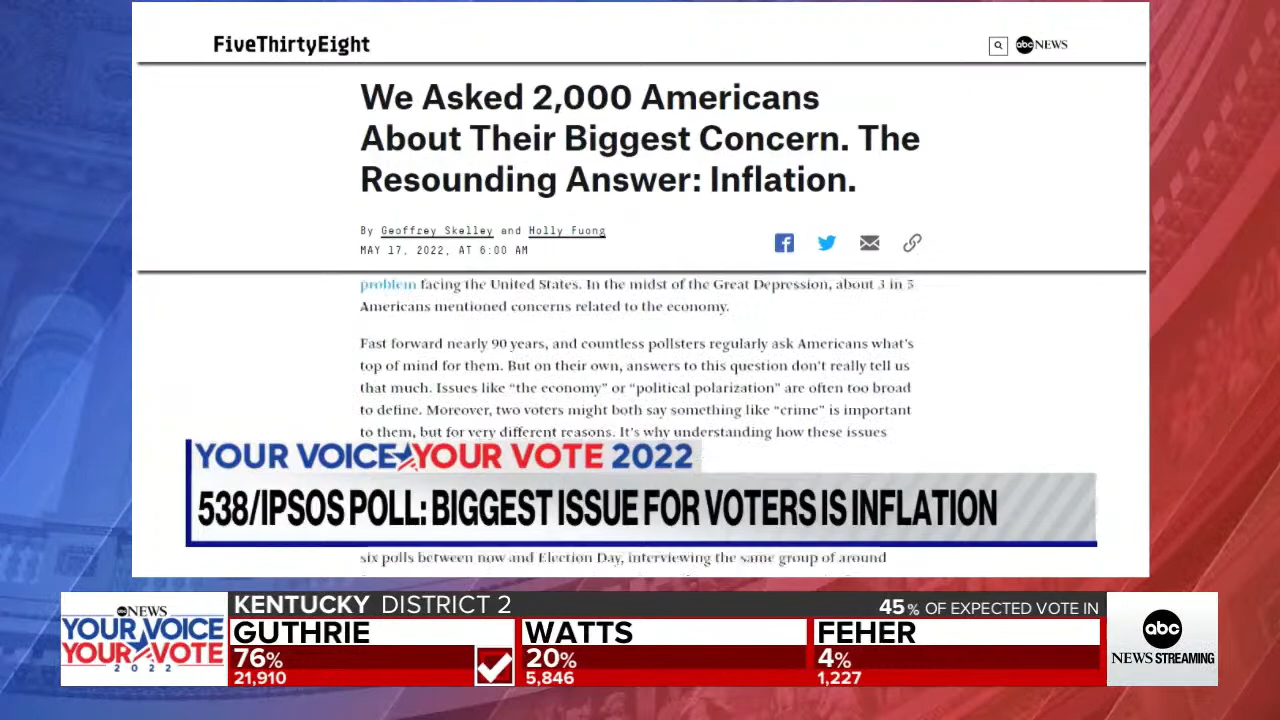 FiveThirtyEight
abc NEWS
We Asked 2,000 Americans
About Their Biggest Concern. The
Resounding Answer: Inflation.
By Geoffrey Skelley and Holly Fuong
MAY 17, 2022, AT 6:00 AM
problem facing the United States. In the midst of the Great Depression, about 3 in 5
Americans mentioned concerns related to the economy.
Fast forward nearly 90 years, and countless pollsters regularly ask Americans what's
top of mind for them. But on their own, answers to this question don't really tell us
that much. Issues like “the economy” or “political polarization” are often too broad
to define. Moreover, two voters might both say something like “crime” is important
to them, but for very different reasons. It's why understanding how these issues
YOUR VOICE YOUR VOTE 2022
538/IPSOS POLL: BIGGEST ISSUE FOR VOTERS IS INFLATION
six polls between now and Election Day, interviewing the same group of around
abc NEWS
YOUR VOICE
YOUR VOTE
2022
KENTUCKY DISTRICT 2
45% OF EXPECTED VOTE IN
GUTHRIE
76%
21,910
WATTS
20%
5,846
FEHER
4%
1,227
abc
NEWS STREAMING